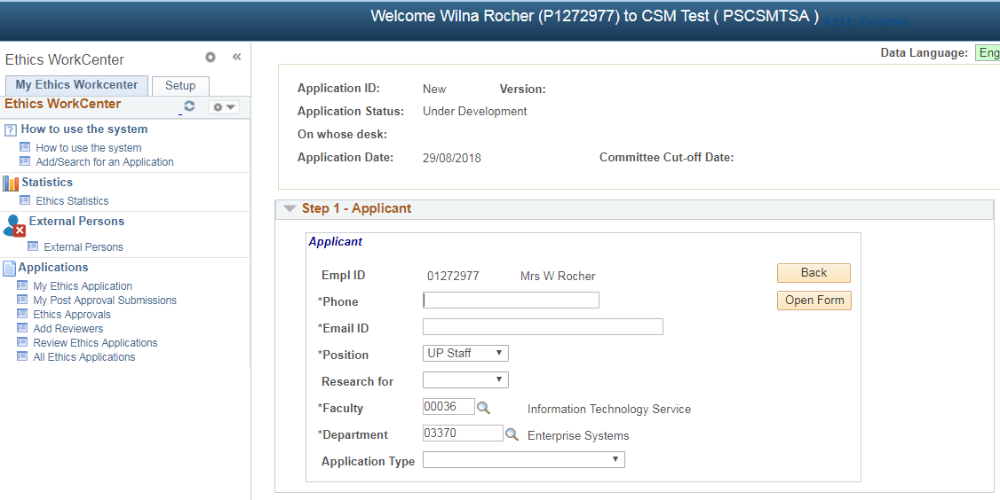 Welcome Wilna Rocher (P1272977) to CSM Test ( PSCSMTSA )
Add to Favorites
Ethics WorkCenter
«
My Ethics Workcenter
Setup
Ethics WorkCenter
? How to use the system
How to use the system
Add/Search for an Application
Statistics
Ethics Statistics
External Persons
External Persons
Applications
My Ethics Application
My Post Approval Submissions
Ethics Approvals
Add Reviewers
Review Ethics Applications
All Ethics Applications
Data Language: Eng
Application ID: New Version:
Application Status: Under Development
On whose desk:
Application Date: 29/08/2018 Committee Cut-off Date:
Step 1 - Applicant
Applicant
Empl ID 01272977 Mrs W Rocher Back
*Phone Open Form
*Email ID
*Position UP Staff
Research for
*Faculty 00036 Information Technology Service
*Department 03370 Enterprise Systems
Application Type